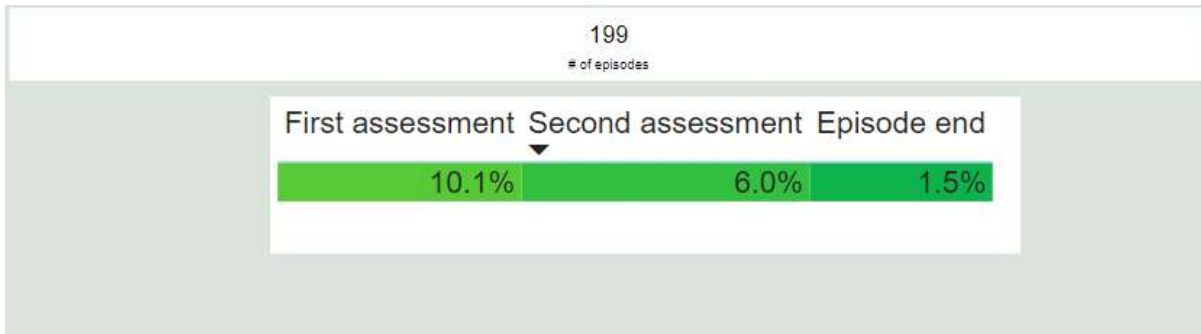 199
# of episodes
First assessment Second assessment Episode end
10.1% 6.0% 1.5%